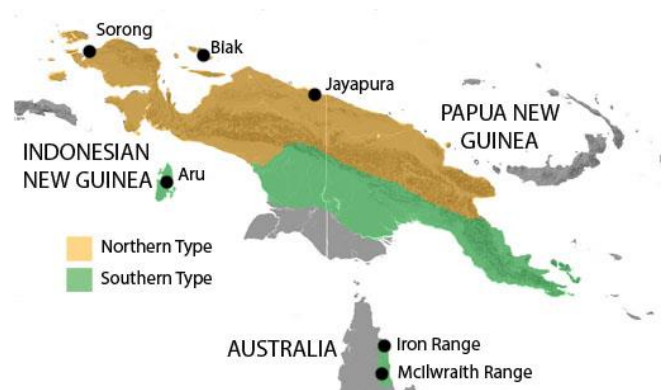 Sorong
Biak
Jayapura
PAPUA NEW
GUINEA
INDONESIAN
NEW GUINEA
Aru
Northern Type
Southern Type
AUSTRALIA
Iron Range
McIlwraith Range